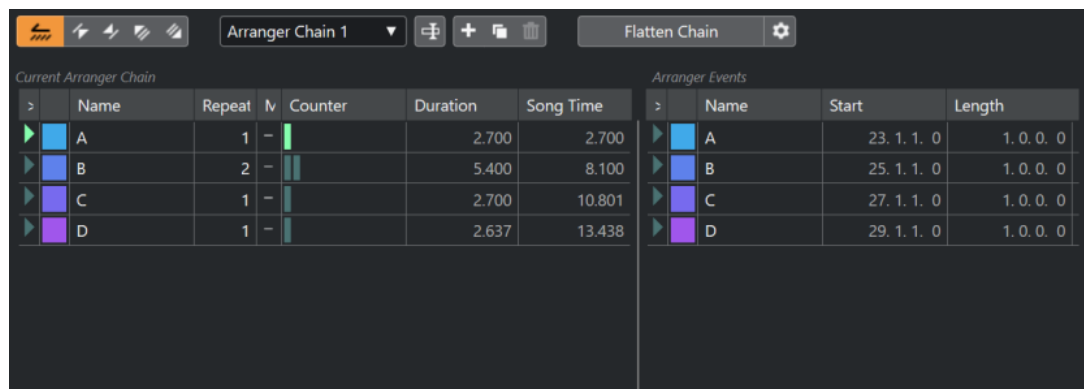 Arranger Chain 1 Flatten Chain
Current Arranger Chain Arranger Events
Name Repeat M Counter Duration Song Time Name Start Length
A 1 – 2.700 2.700 A 23. 1. 1. 0 1. 0. 0. 0
B 2 – 5.400 8.100 B 25. 1. 1. 0 1. 0. 0. 0
C 1 – 2.700 10.801 C 27. 1. 1. 0 1. 0. 0. 0
D 1 – 2.637 13.438 D 29. 1. 1. 0 1. 0. 0. 0